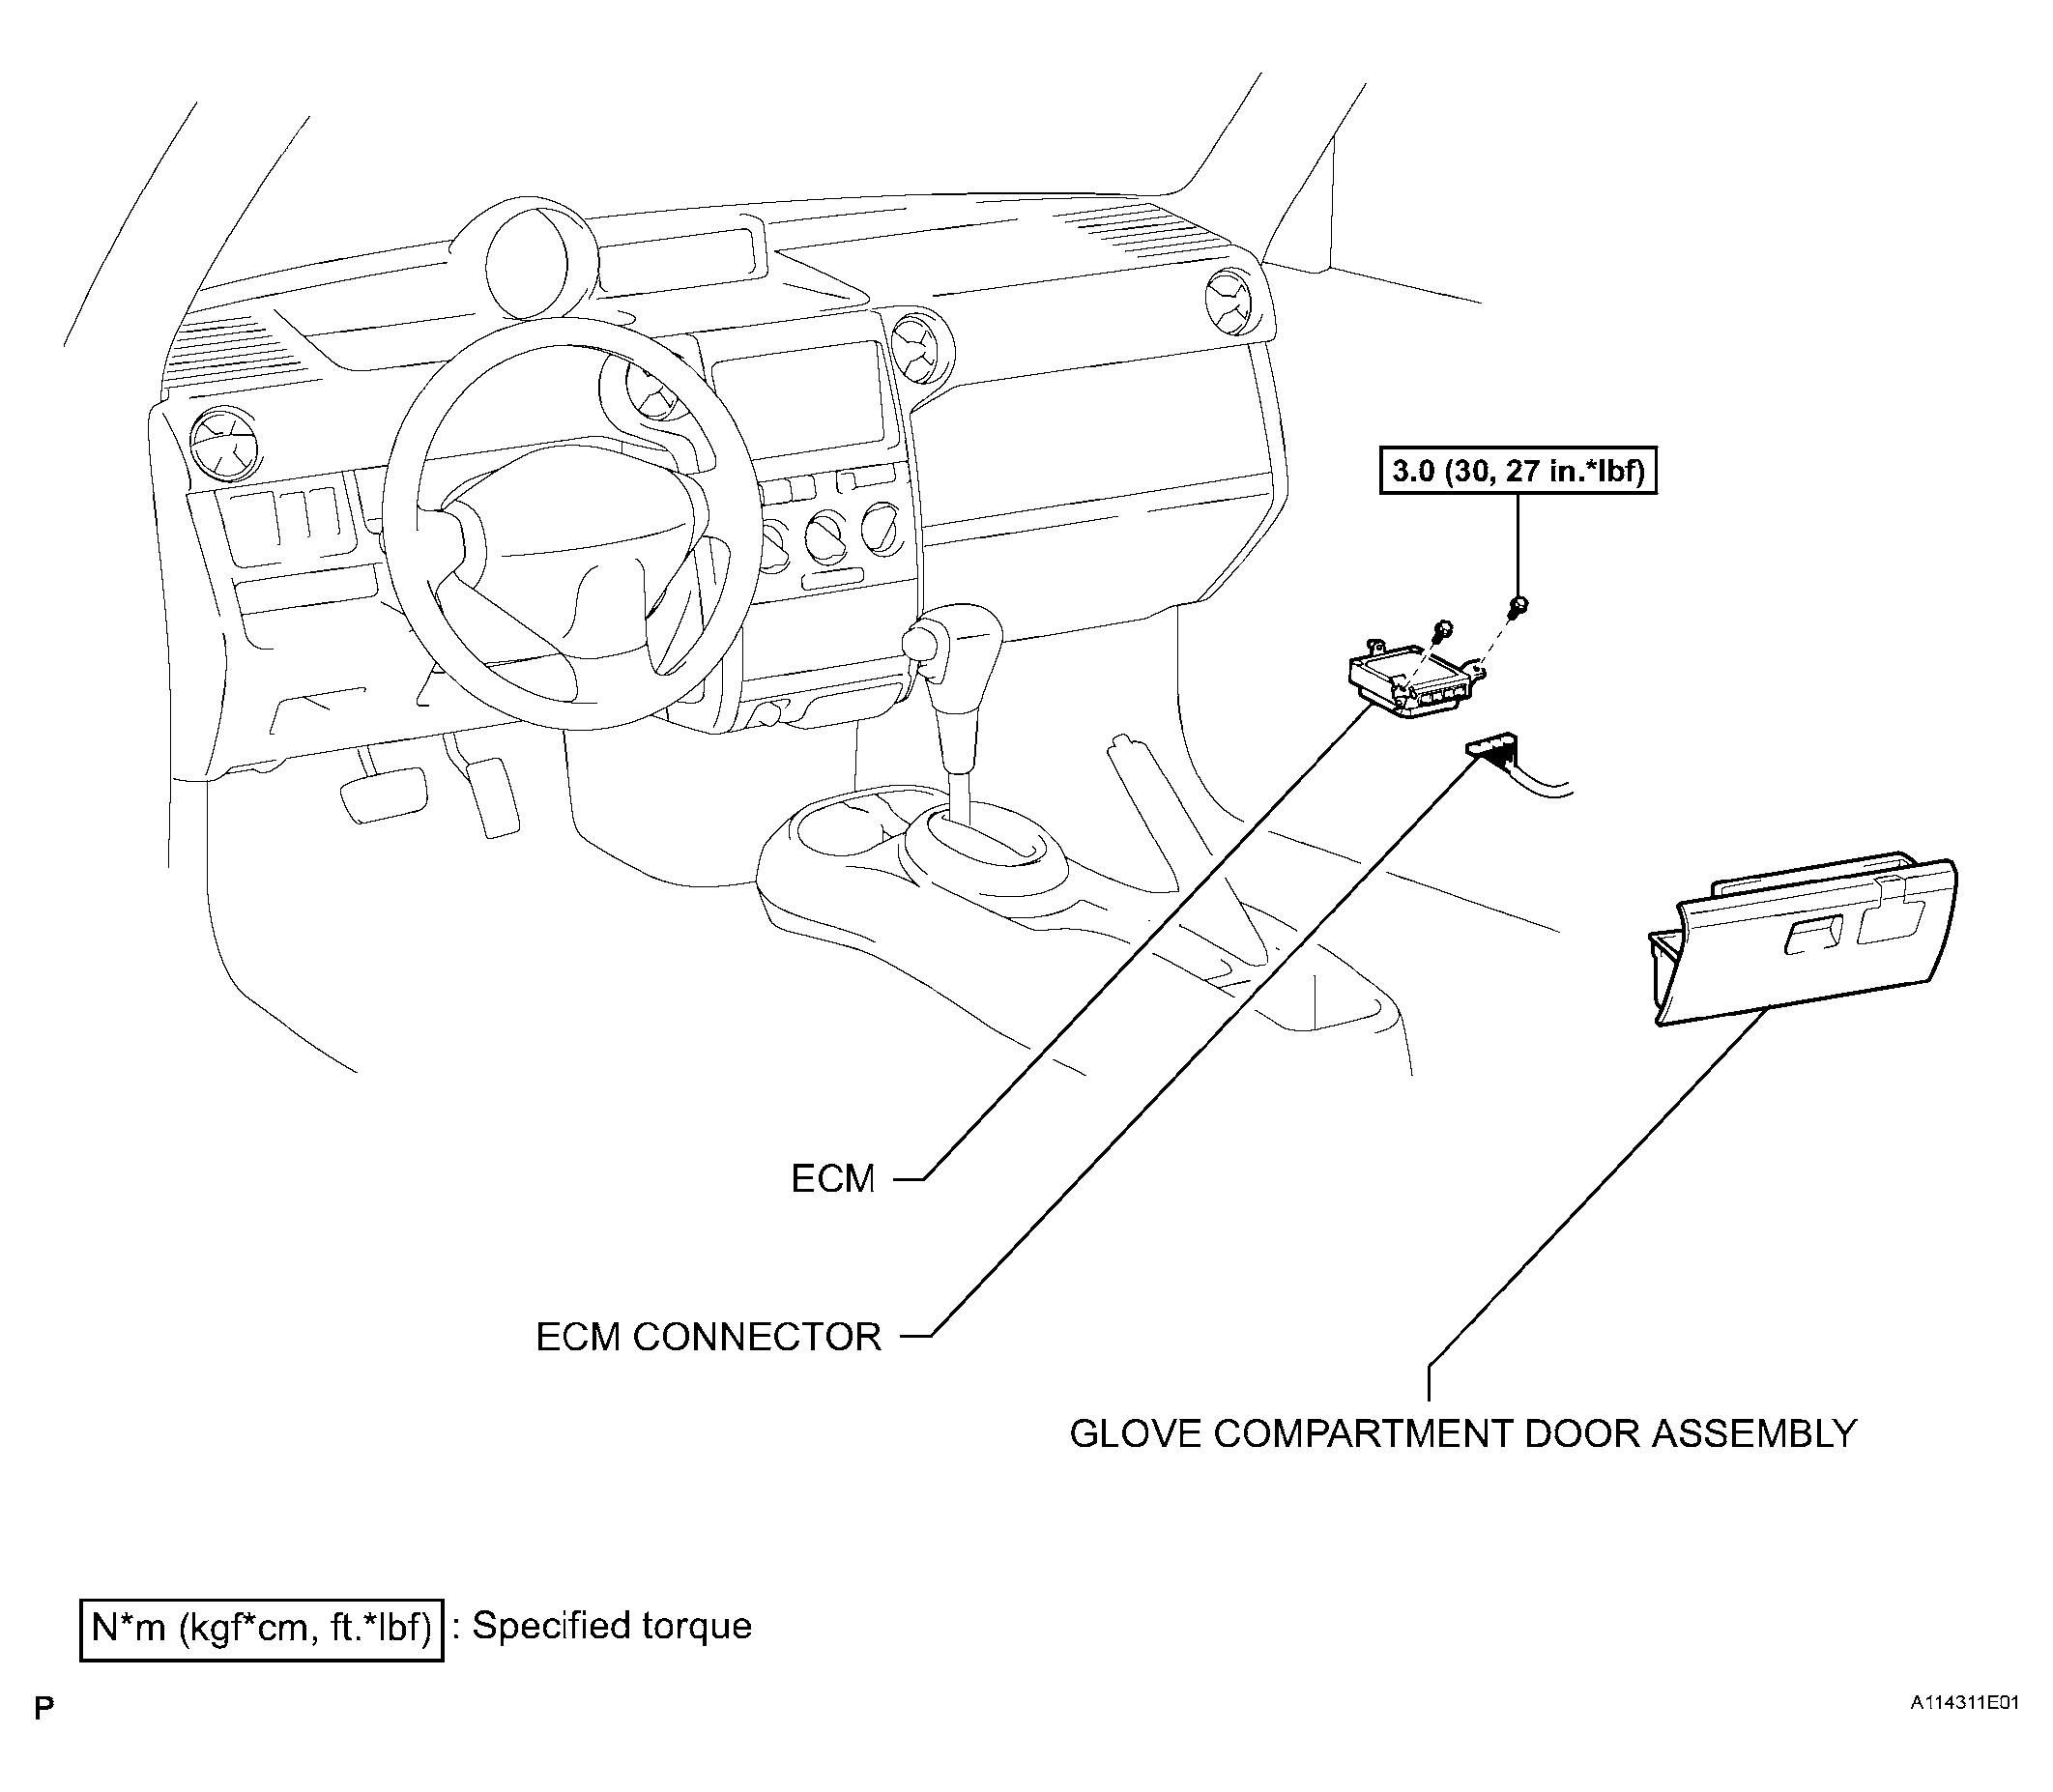 3.0 (30, 27 in.*lbf)
ECM
ECM CONNECTOR
GLOVE COMPARTMENT DOOR ASSEMBLY
N*m (kgf*cm, ft.*lbf) : Specified torque
P
A114311E01